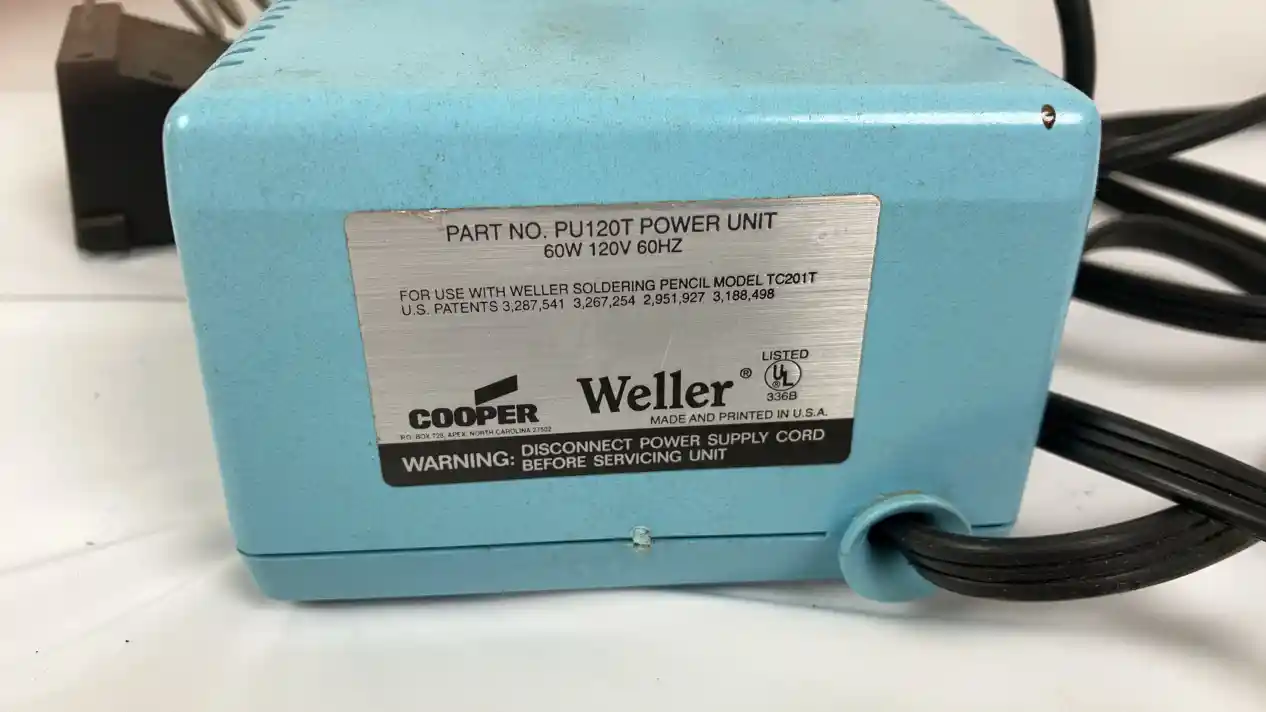 PART NO. PU120T POWER UNIT
60W 120V 60HZ
FOR USE WITH WELLER SOLDERING PENCIL MODEL TC201T
U.S. PATENTS 3,287,541 3,267,254 2,951,927 3,188,498
LISTED
UL
®
336B
COOPER
Weller ®
P.O. BOX 728, APEX, NORTH CAROLINA 27502
MADE AND PRINTED IN U.S.A.
WARNING: DISCONNECT POWER SUPPLY CORD
BEFORE SERVICING UNIT